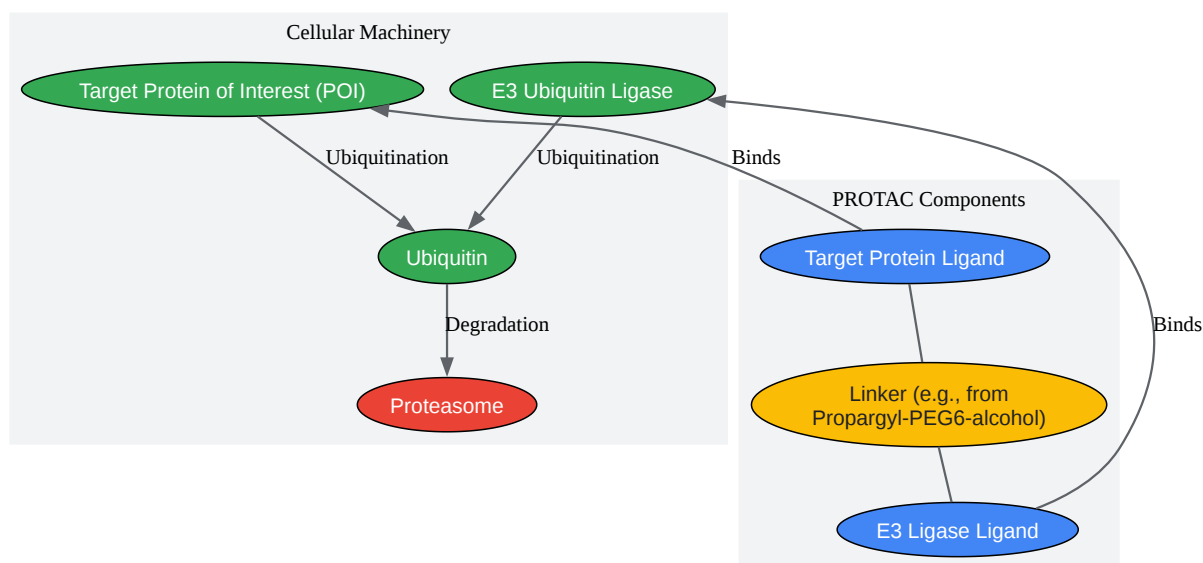 Cellular Machinery
Target Protein of Interest (POI)
E3 Ubiquitin Ligase
Ubiquitination
Ubiquitination
Binds
PROTAC Components
Ubiquitin
Target Protein Ligand
Degradation
Binds
Proteasome
Linker (e.g., from
Propargyl-PEG6-alcohol)
E3 Ligase Ligand